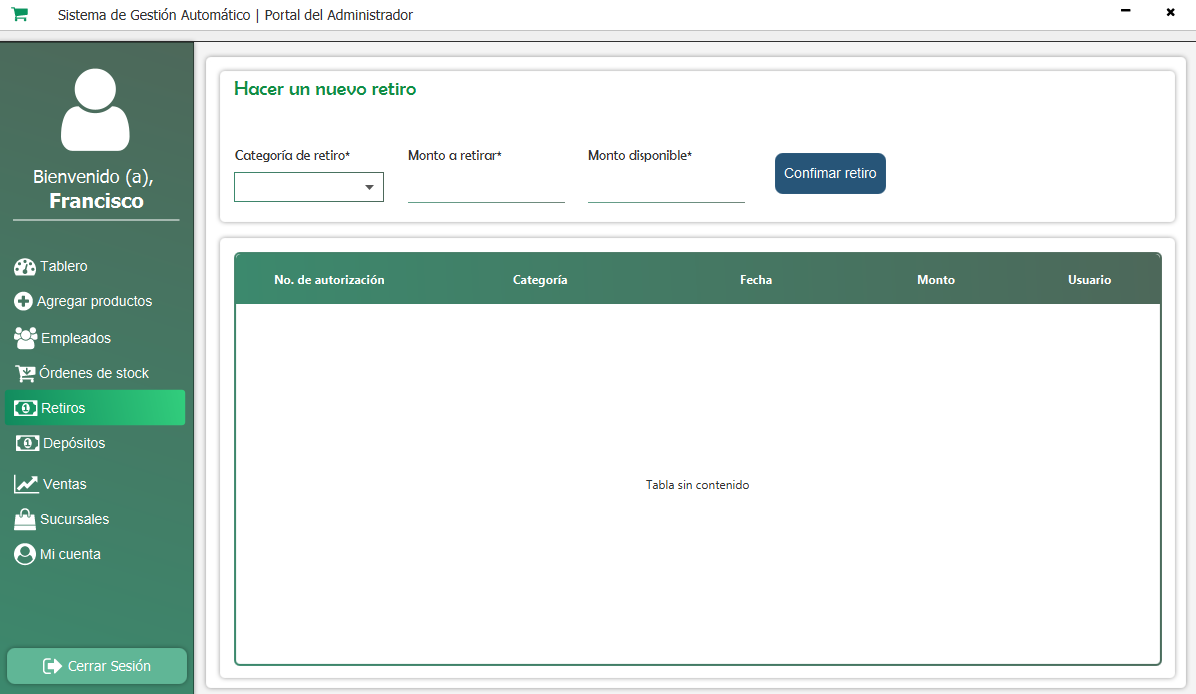 Sistema de Gestión Automático | Portal del Administrador
Bienvenido (a),
Francisco
Tablero
Agregar productos
Empleados
Órdenes de stock
Retiros
Depósitos
Ventas
Sucursales
Mi cuenta
Cerrar Sesión
Hacer un nuevo retiro
Categoría de retiro*
Monto a retirar*
Monto disponible*
Confimar retiro
No. de autorización Categoría Fecha Monto Usuario
Tabla sin contenido